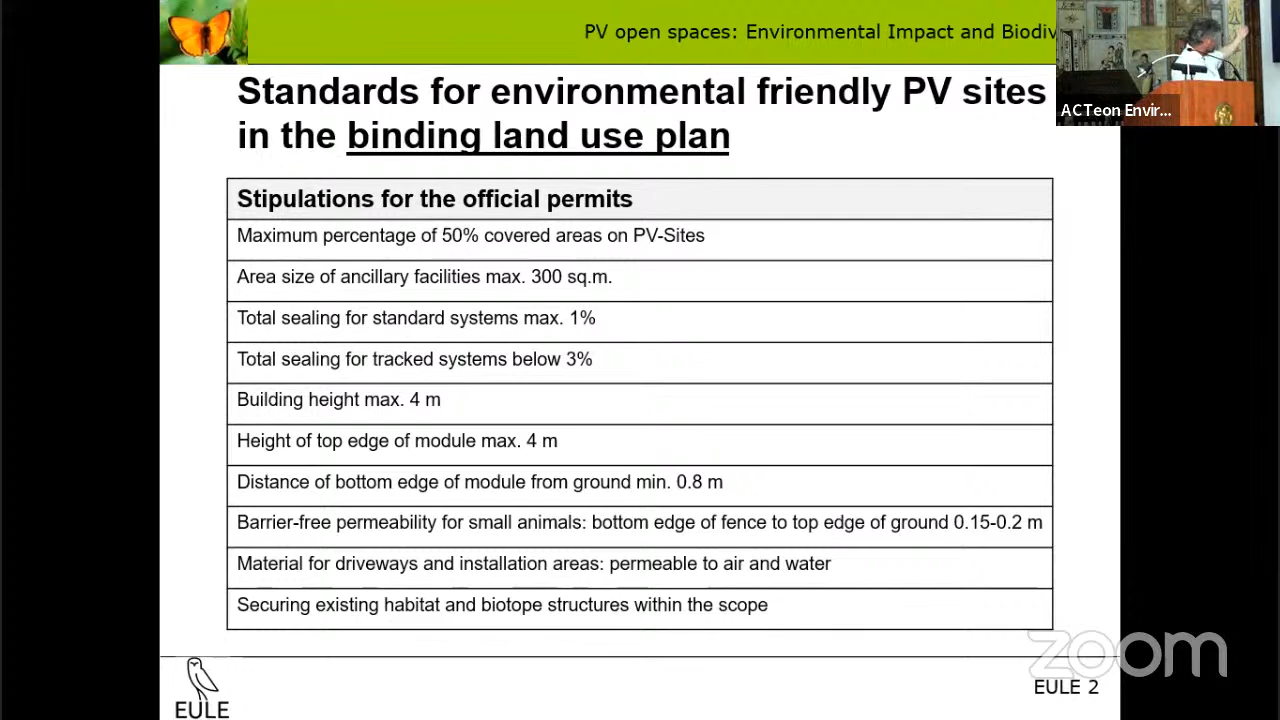 PV open spaces: Environmental Impact and Biodiv
ACTeon Envir...
Standards for environmental friendly PV sites
in the binding land use plan
Stipulations for the official permits
Maximum percentage of 50% covered areas on PV-Sites
Area size of ancillary facilities max. 300 sq.m.
Total sealing for standard systems max. 1%
Total sealing for tracked systems below 3%
Building height max. 4 m
Height of top edge of module max. 4 m
Distance of bottom edge of module from ground min. 0.8 m
Barrier-free permeability for small animals: bottom edge of fence to top edge of ground 0.15-0.2 m
Material for driveways and installation areas: permeable to air and water
Securing existing habitat and biotope structures within the scope
zoom
EULE 2
EULE